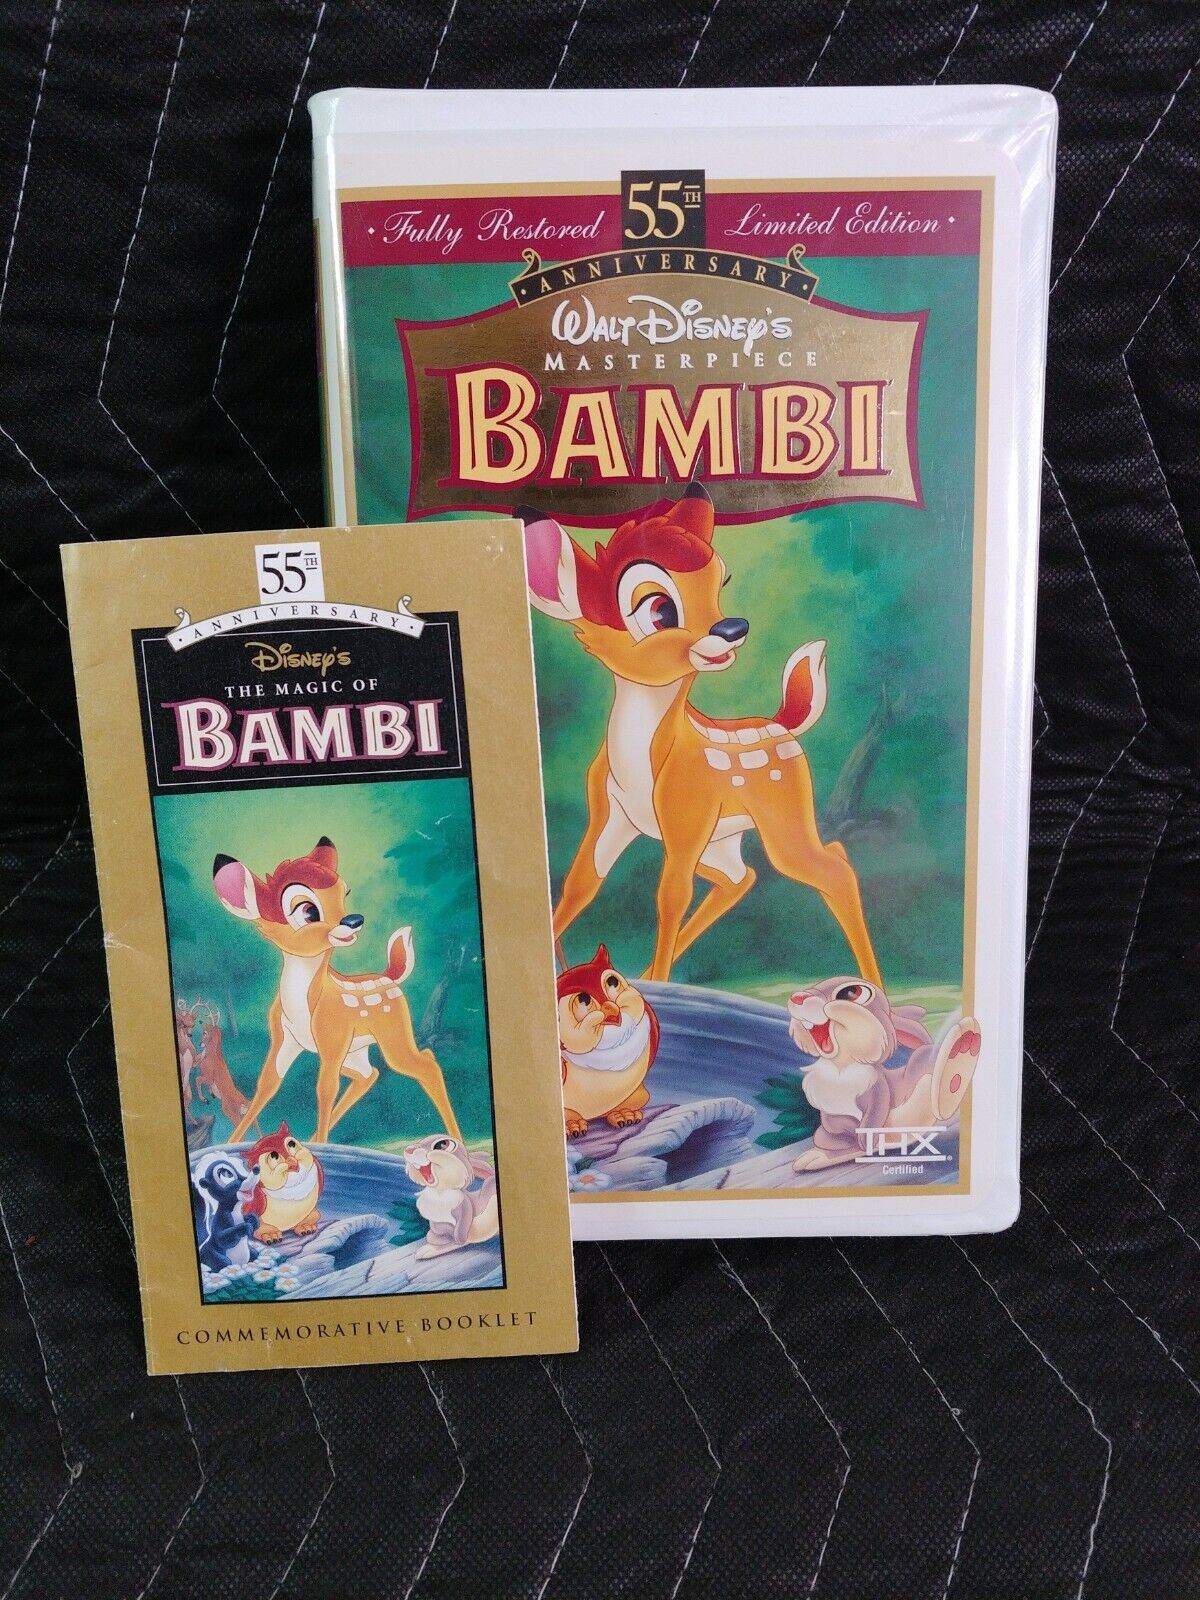 · Fully Restored 55TH Limited Edition ·
· ANNIVERSARY ·
WALT DISNEY'S
MASTERPIECE
BAMBI
THX
Certified
55TH
· ANNIVERSARY ·
DISNEY'S
THE MAGIC OF
BAMBI
COMMEMORATIVE BOOKLET